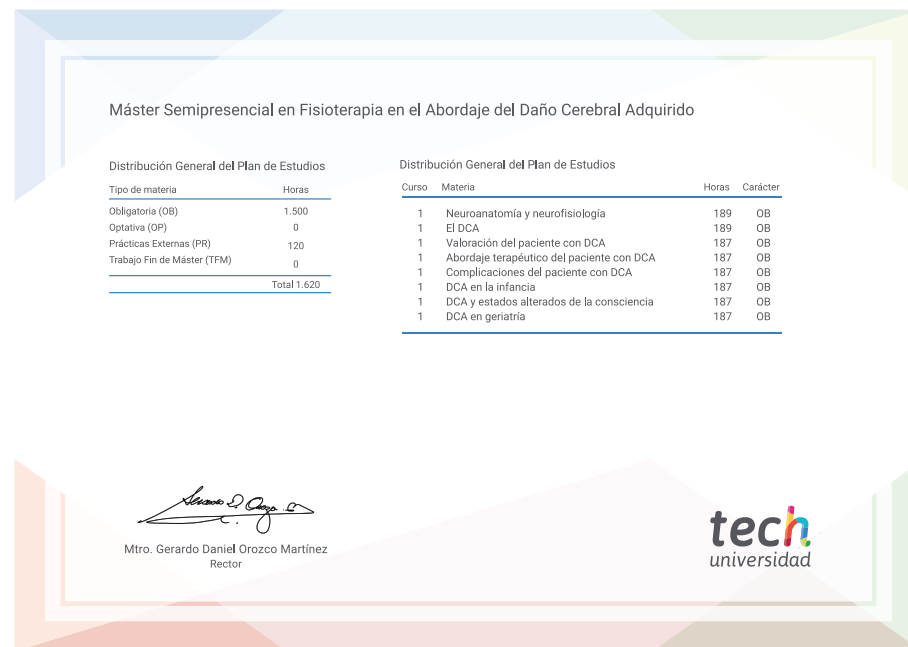 Máster Semipresencial en Fisioterapia en el Abordaje del Daño Cerebral Adquirido
Distribución General del Plan de Estudios
Tipo de materia Horas
Obligatoria (OB) 1.500
Optativa (OP) 0
Prácticas Externas (PR) 120
Trabajo Fin de Máster (TFM) 0
Total 1.620
Distribución General del Plan de Estudios
Curso Materia Horas Carácter
1 Neuroanatomía y neurofisiología 189 OB
1 El DCA 189 OB
1 Valoración del paciente con DCA 187 OB
1 Abordaje terapéutico del paciente con DCA 187 OB
1 Complicaciones del paciente con DCA 187 OB
1 DCA en la infancia 187 OB
1 DCA y estados alterados de la consciencia 187 OB
1 DCA en geriatría 187 OB
Mtro. Gerardo Daniel Orozco Martínez
Rector
tech
universidad